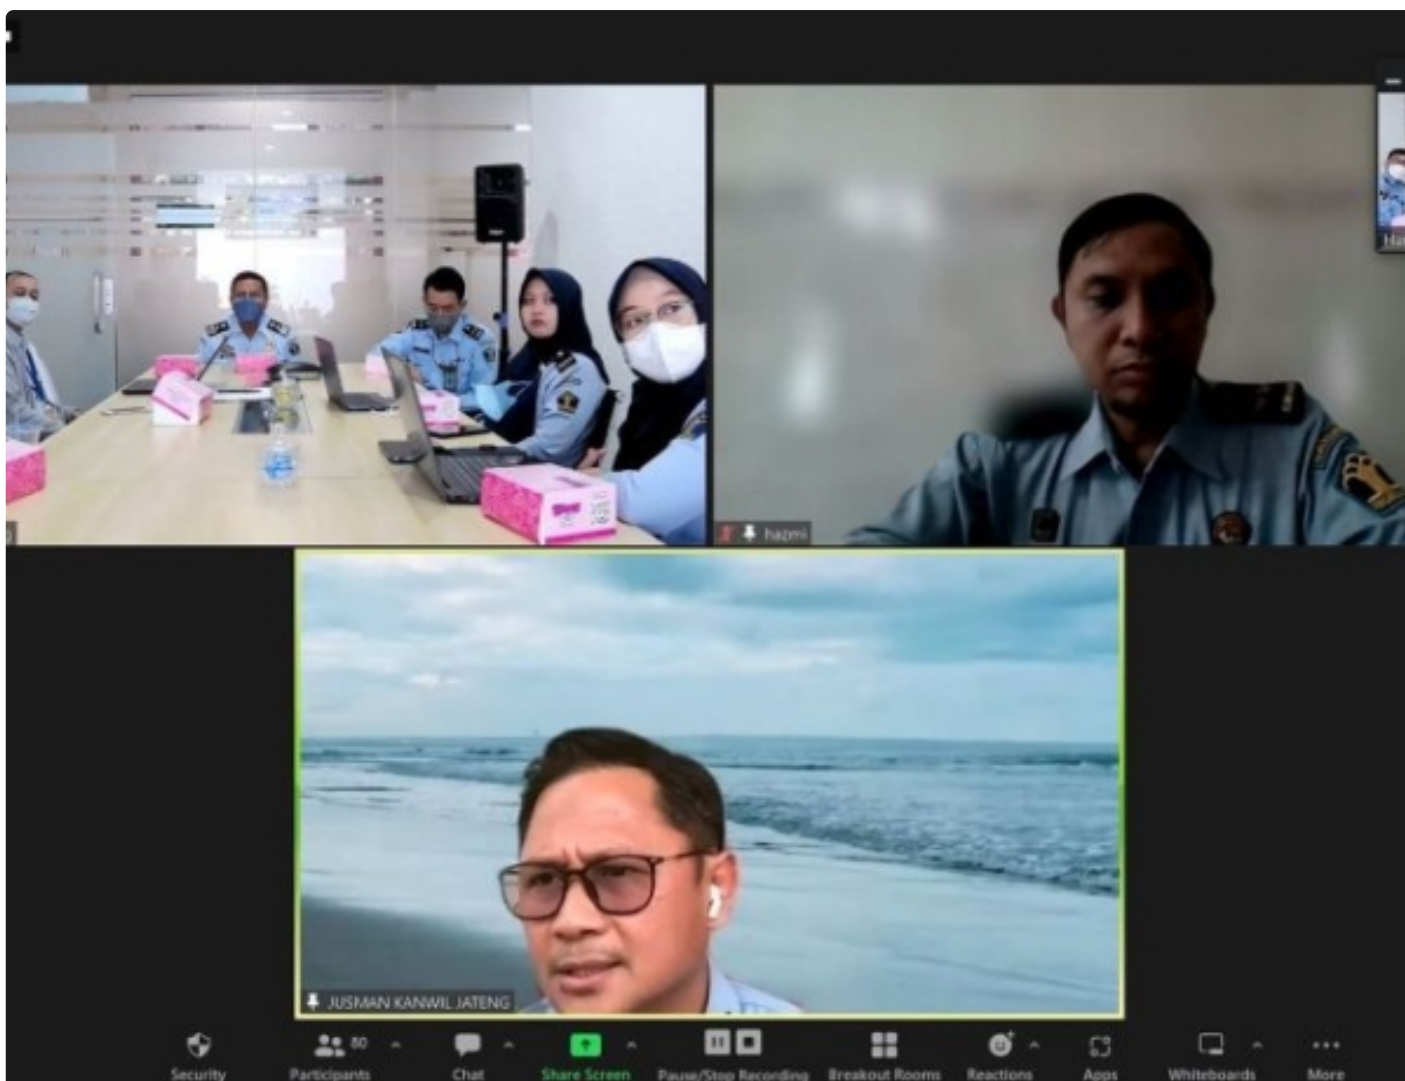 hazmi
JUSMAN KANWIL JATENG
80
Security
Participants
Chat
Share Screen
Pause/Stop Recording
Breakout Rooms
Reactions
Apps
Whiteboards
More